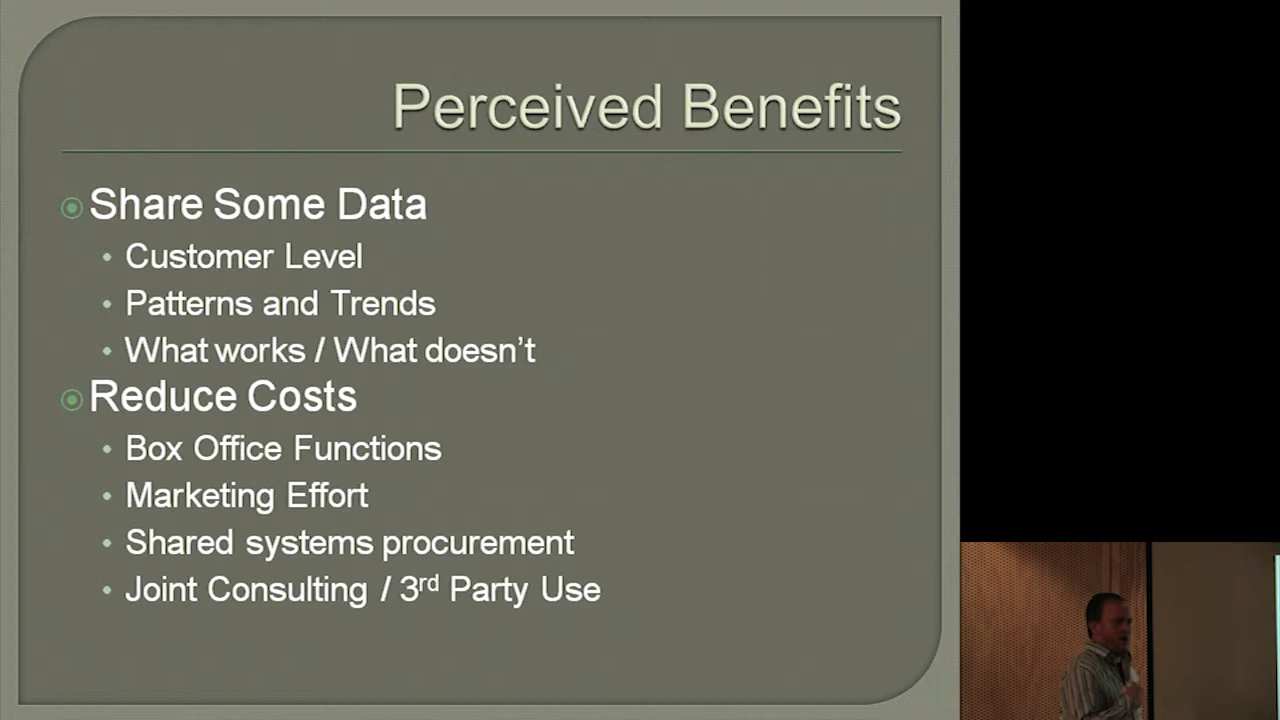 Perceived Benefits
Share Some Data
Customer Level
Patterns and Trends
What works / What doesn't
Reduce Costs
Box Office Functions
Marketing Effort
Shared systems procurement
Joint Consulting / 3rd Party Use